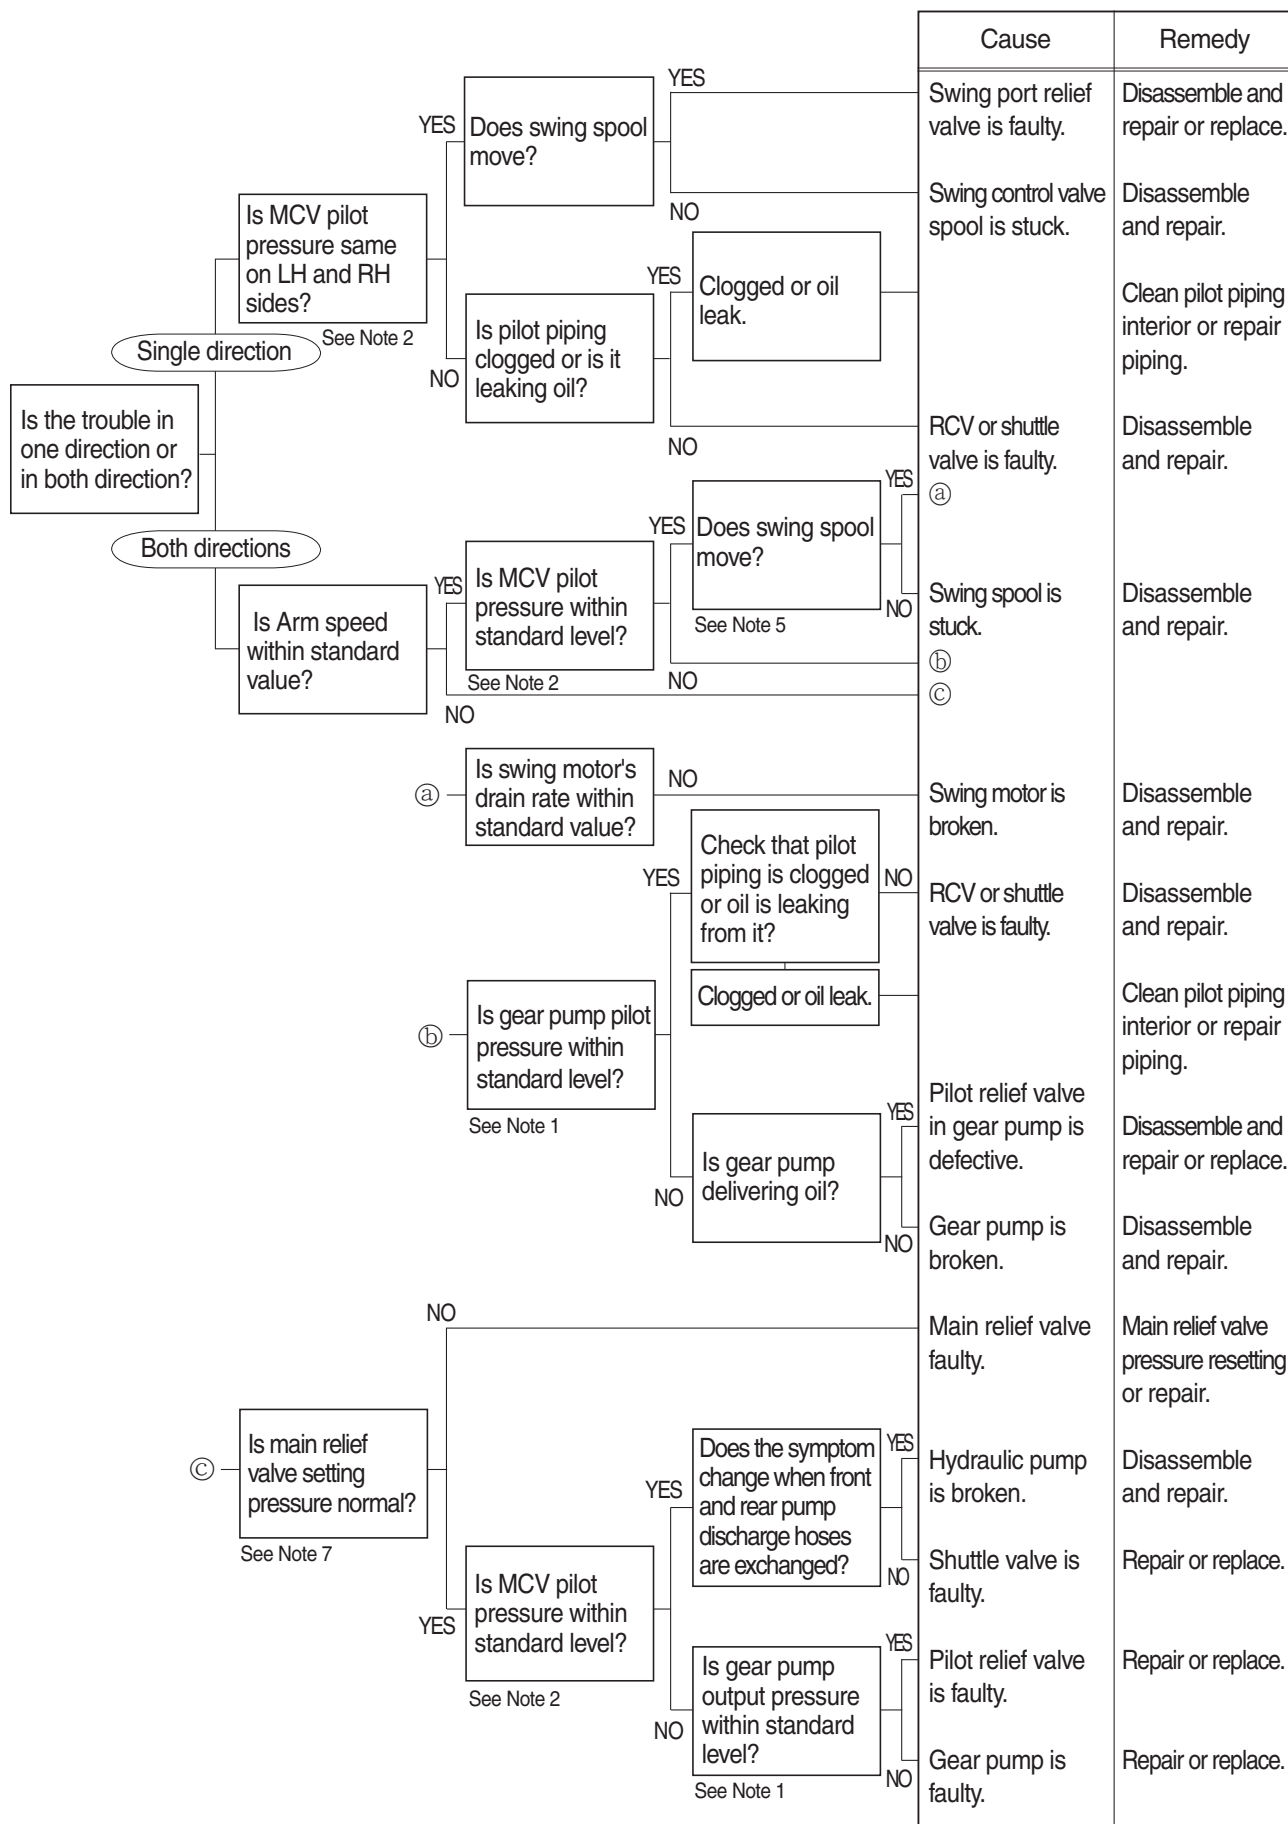 Cause
Remedy
YES
Does swing spool
move?
YES
Swing port relief
valve is faulty.
Disassemble and
repair or replace.
NO
Swing control valve
spool is stuck.
Disassemble
and repair.
Is MCV pilot
pressure same
on LH and RH
sides?
See Note 2
Single direction
NO
Is pilot piping
clogged or is it
leaking oil?
YES
Clogged or oil
leak.
Clean pilot piping
interior or repair
piping.
NO
RCV or shuttle
valve is faulty.
Disassemble
and repair.
Is the trouble in
one direction or
in both direction?
Both directions
Is Arm speed
within standard
value?
YES
Is MCV pilot
pressure within
standard level?
See Note 2
YES
Does swing spool
move?
See Note 5
YES
ⓐ
NO
Swing spool is
stuck.
Disassemble
and repair.
NO
ⓑ
NO
ⓒ
ⓐ
Is swing motor's
drain rate within
standard value?
NO
Swing motor is
broken.
Disassemble
and repair.
ⓑ
Is gear pump pilot
pressure within
standard level?
See Note 1
YES
Check that pilot
piping is clogged
or oil is leaking
from it?
NO
RCV or shuttle
valve is faulty.
Disassemble
and repair.
Clogged or oil leak.
Clean pilot piping
interior or repair
piping.
NO
Is gear pump
delivering oil?
YES
Pilot relief valve
in gear pump is
defective.
Disassemble and
repair or replace.
NO
Gear pump is
broken.
Disassemble
and repair.
ⓒ
Is main relief
valve setting
pressure normal?
See Note 7
NO
Main relief valve
faulty.
Main relief valve
pressure resetting
or repair.
YES
Is MCV pilot
pressure within
standard level?
See Note 2
YES
Does the symptom
change when front
and rear pump
discharge hoses
are exchanged?
YES
Hydraulic pump
is broken.
Disassemble
and repair.
NO
Shuttle valve is
faulty.
Repair or replace.
NO
Is gear pump
output pressure
within standard
level?
See Note 1
YES
Pilot relief valve
is faulty.
Repair or replace.
NO
Gear pump is
faulty.
Repair or replace.